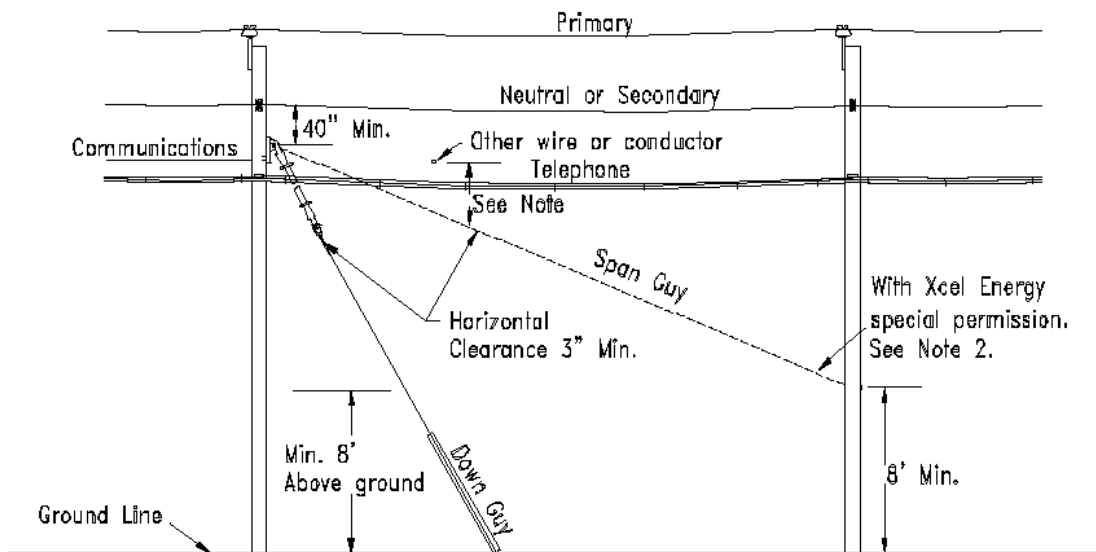 Primary
Neutral or Secondary
40" Min.
Other wire or conductor
Communications
Telephone
See Note
Span Guy
With Xcel Energy
special permission.
See Note 2.
Horizontal
Clearance 3" Min.
Min. 8'
Above ground
Down Guy
8' Min.
Ground Line